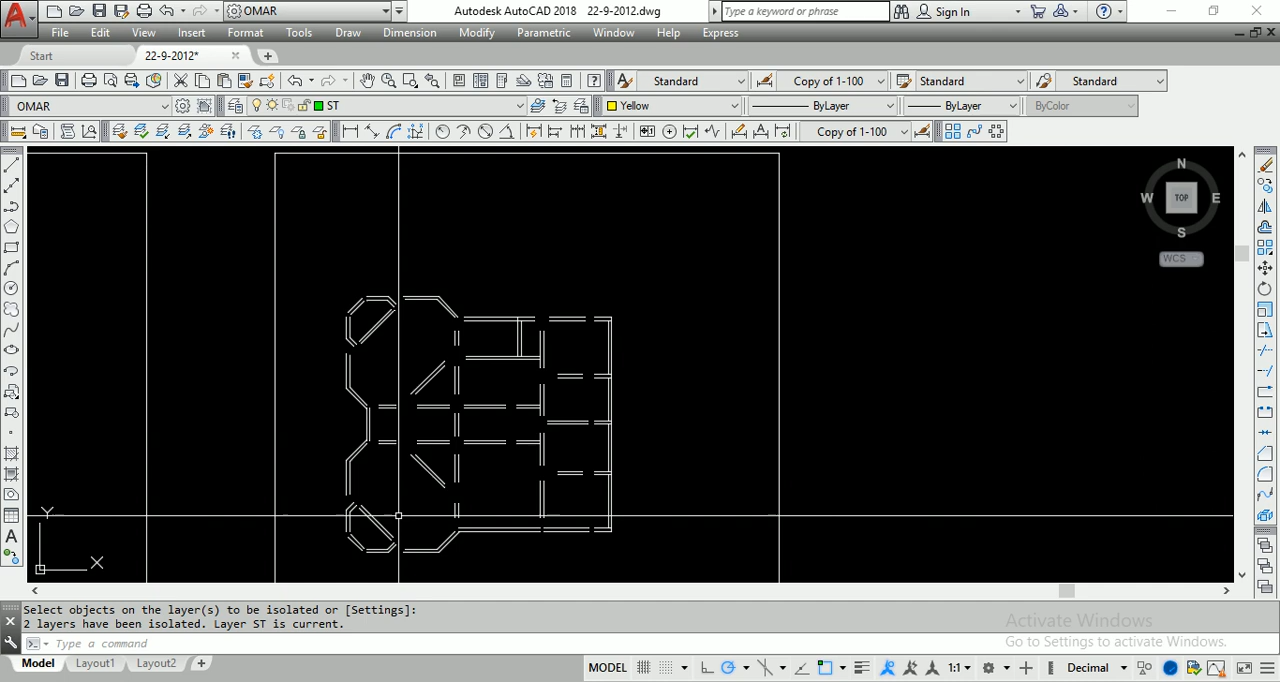 OMAR Autodesk AutoCAD 2018 22-9-2012.dwg Type a keyword or phrase Sign In
File Edit View Insert Format Tools Draw Dimension Modify Parametric Window Help Express
Start 22-9-2012*
Standard Copy of 1-100 Standard Standard
OMAR ST Yellow ByLayer ByLayer ByColor
Copy of 1-100
N
W TOP E
S
WCS
Y
X
Select objects on the layer(s) to be isolated or [Settings]:
2 layers have been isolated. Layer ST is current.
Type a command
Activate Windows
Go to Settings to activate Windows.
Model Layout1 Layout2 MODEL 1:1 Decimal